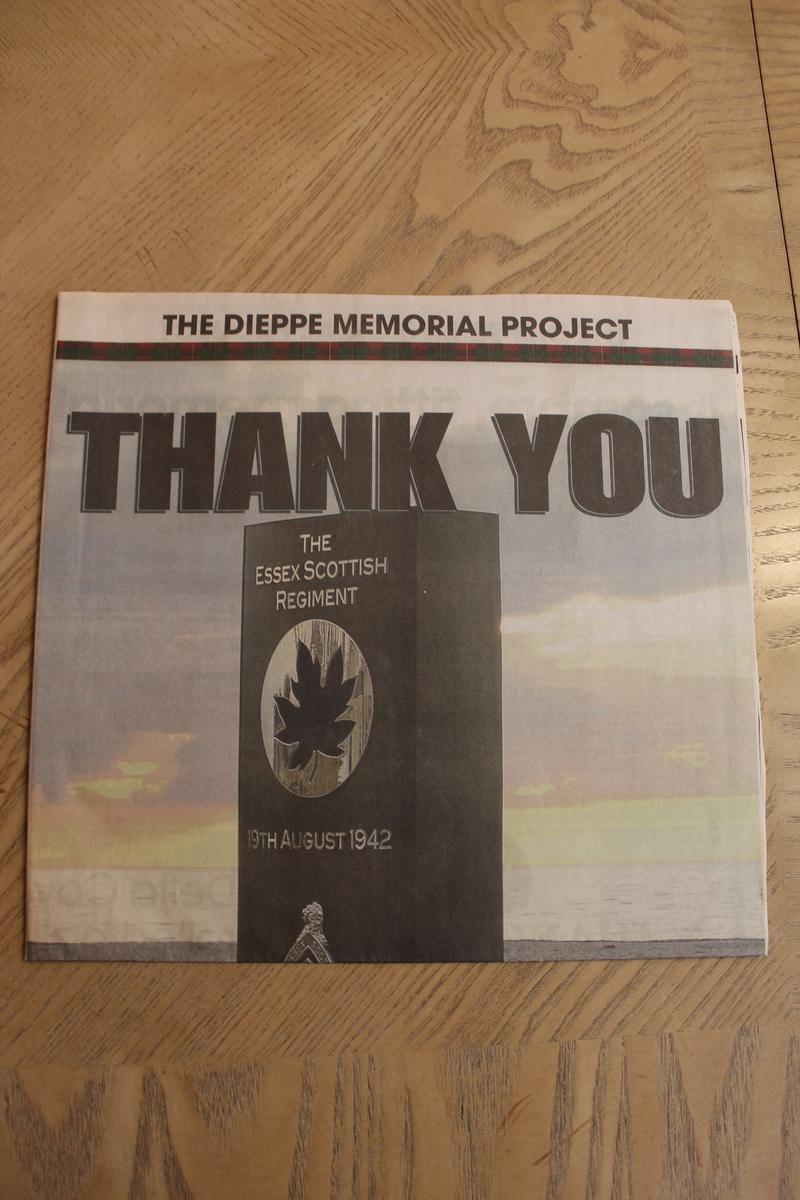 THE DIEPPE MEMORIAL PROJECT
THANK YOU
THE
ESSEX SCOTTISH
REGIMENT
19TH AUGUST 1942